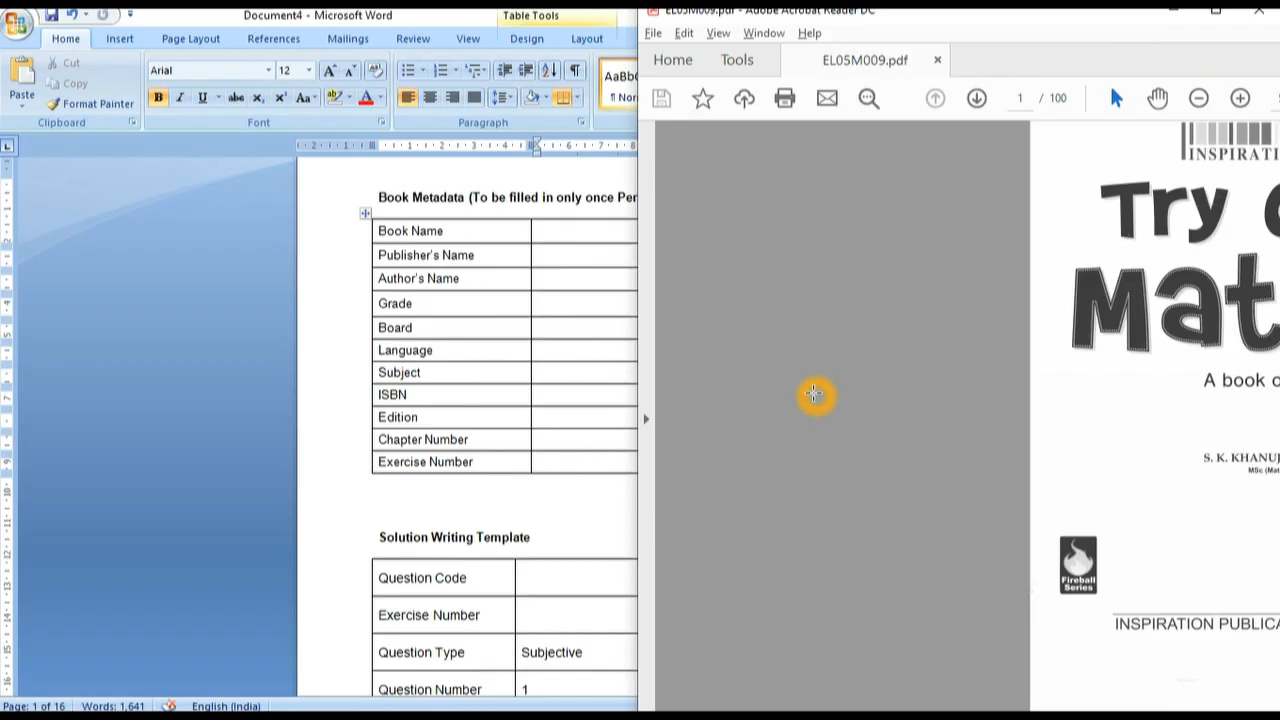 Document4 - Microsoft Word
Table Tools
Home Insert Page Layout References Mailings Review View Design Layout
Paste
Cut
Copy
Format Painter
Clipboard
Arial 12
Font
Paragraph
AaBbC
¶ Nor
Book Metadata (To be filled in only once Per
Book Name
Publisher's Name
Author's Name
Grade
Board
Language
Subject
ISBN
Edition
Chapter Number
Exercise Number
Solution Writing Template
Question Code
Exercise Number
Question Type Subjective
Question Number 1
Page: 1 of 16 Words: 1,641 English (India)
EL05M009.pdf - Adobe Acrobat Reader DC
File Edit View Window Help
Home Tools EL05M009.pdf
1 / 100
INSPIRATI
Try
Mat
A book o
S. K. KHANUJ
MSc (Mat
Fireball
Series
INSPIRATION PUBLICA